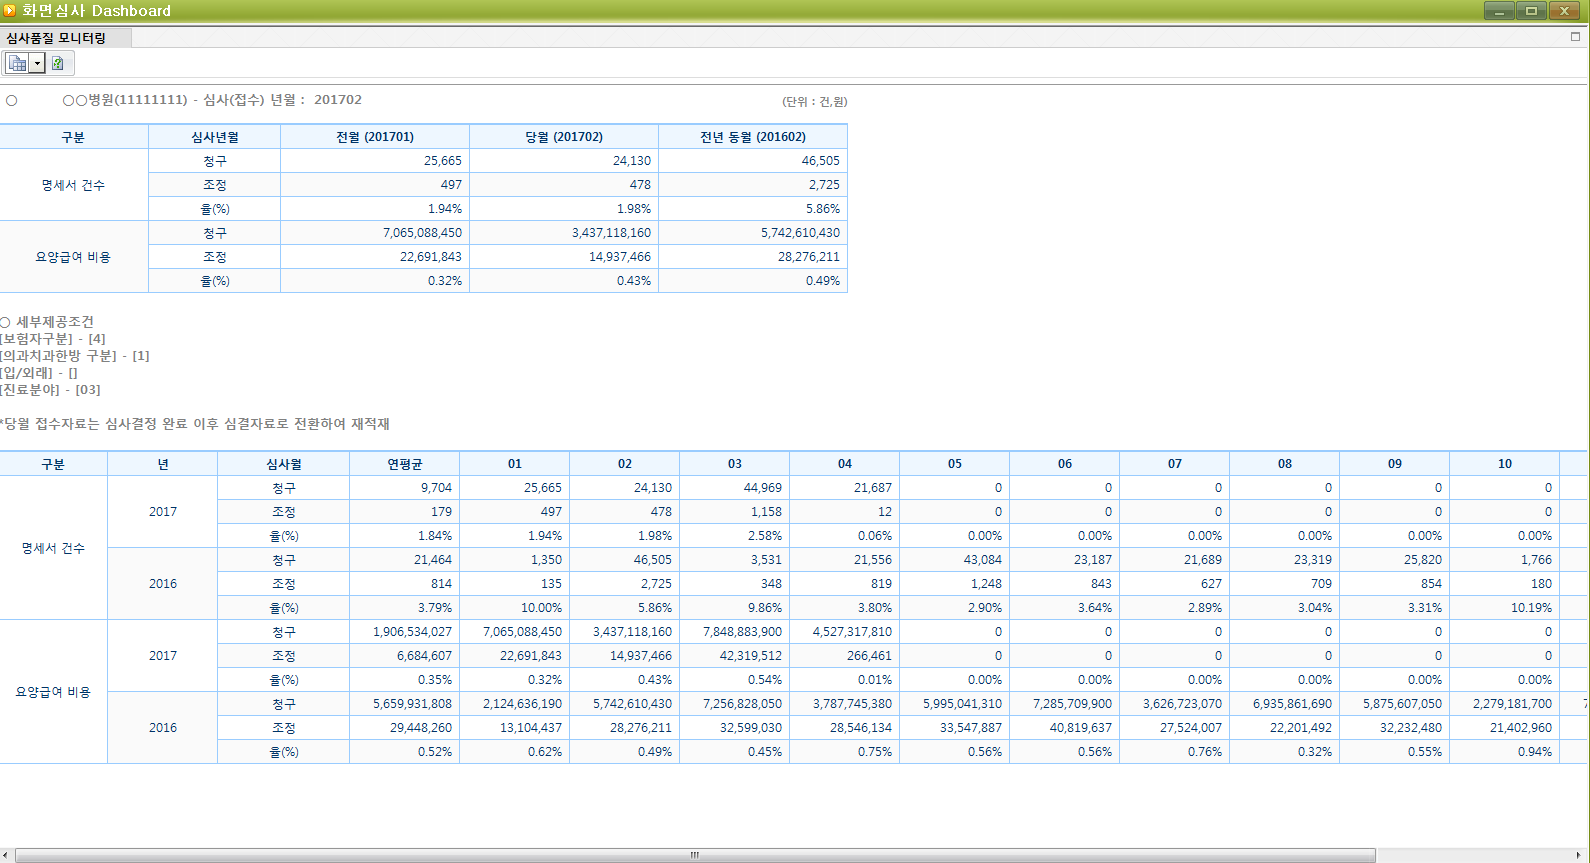 화면심사 Dashboard
심사품질 모니터링
○ ○○병원(11111111) - 심사(접수) 년월 : 201702 (단위 : 건,원)
구분 심사년월 전월 (201701) 당월 (201702) 전년 동월 (201602)
명세서 건수 청구 25,665 24,130 46,505
조정 497 478 2,725
율(%) 1.94% 1.98% 5.86%
요양급여 비용 청구 7,065,088,450 3,437,118,160 5,742,610,430
조정 22,691,843 14,937,466 28,276,211
율(%) 0.32% 0.43% 0.49%
○ 세부제공조건
[보험자구분] - [4]
[의과치과한방 구분] - [1]
[입/외래] - []
[진료분야] - [03]
*당월 접수자료는 심사결정 완료 이후 심결자료로 전환하여 재적재
구분 년 심사월 연평균 01 02 03 04 05 06 07 08 09 10
명세서 건수 2017 청구 9,704 25,665 24,130 44,969 21,687 0 0 0 0 0 0
조정 179 497 478 1,158 12 0 0 0 0 0 0
율(%) 1.84% 1.94% 1.98% 2.58% 0.06% 0.00% 0.00% 0.00% 0.00% 0.00% 0.00%
2016 청구 21,464 1,350 46,505 3,531 21,556 43,084 23,187 21,689 23,319 25,820 1,766
조정 814 135 2,725 348 819 1,248 843 627 709 854 180
율(%) 3.79% 10.00% 5.86% 9.86% 3.80% 2.90% 3.64% 2.89% 3.04% 3.31% 10.19%
요양급여 비용 2017 청구 1,906,534,027 7,065,088,450 3,437,118,160 7,848,883,900 4,527,317,810 0 0 0 0 0 0
조정 6,684,607 22,691,843 14,937,466 42,319,512 266,461 0 0 0 0 0 0
율(%) 0.35% 0.32% 0.43% 0.54% 0.01% 0.00% 0.00% 0.00% 0.00% 0.00% 0.00%
2016 청구 5,659,931,808 2,124,636,190 5,742,610,430 7,256,828,050 3,787,745,380 5,995,041,310 7,285,709,900 3,626,723,070 6,935,861,690 5,875,607,050 2,279,181,700
조정 29,448,260 13,104,437 28,276,211 32,599,030 28,546,134 33,547,887 40,819,637 27,524,007 22,201,492 32,232,480 21,402,960
율(%) 0.52% 0.62% 0.49% 0.45% 0.75% 0.56% 0.56% 0.76% 0.32% 0.55% 0.94%